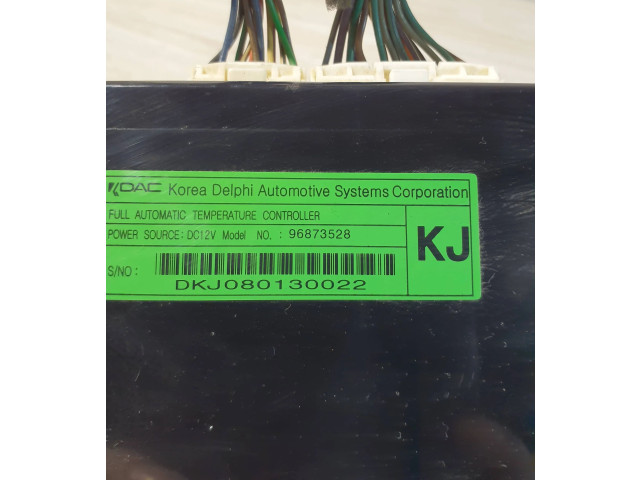 KDAC Korea Delphi Automotive Systems Corporation
FULL AUTOMATIC TEMPERATURE CONTROLLER
POWER SOURCE: DC12V Model NO. : 96873528
KJ
S/NO :
DKJ080130022